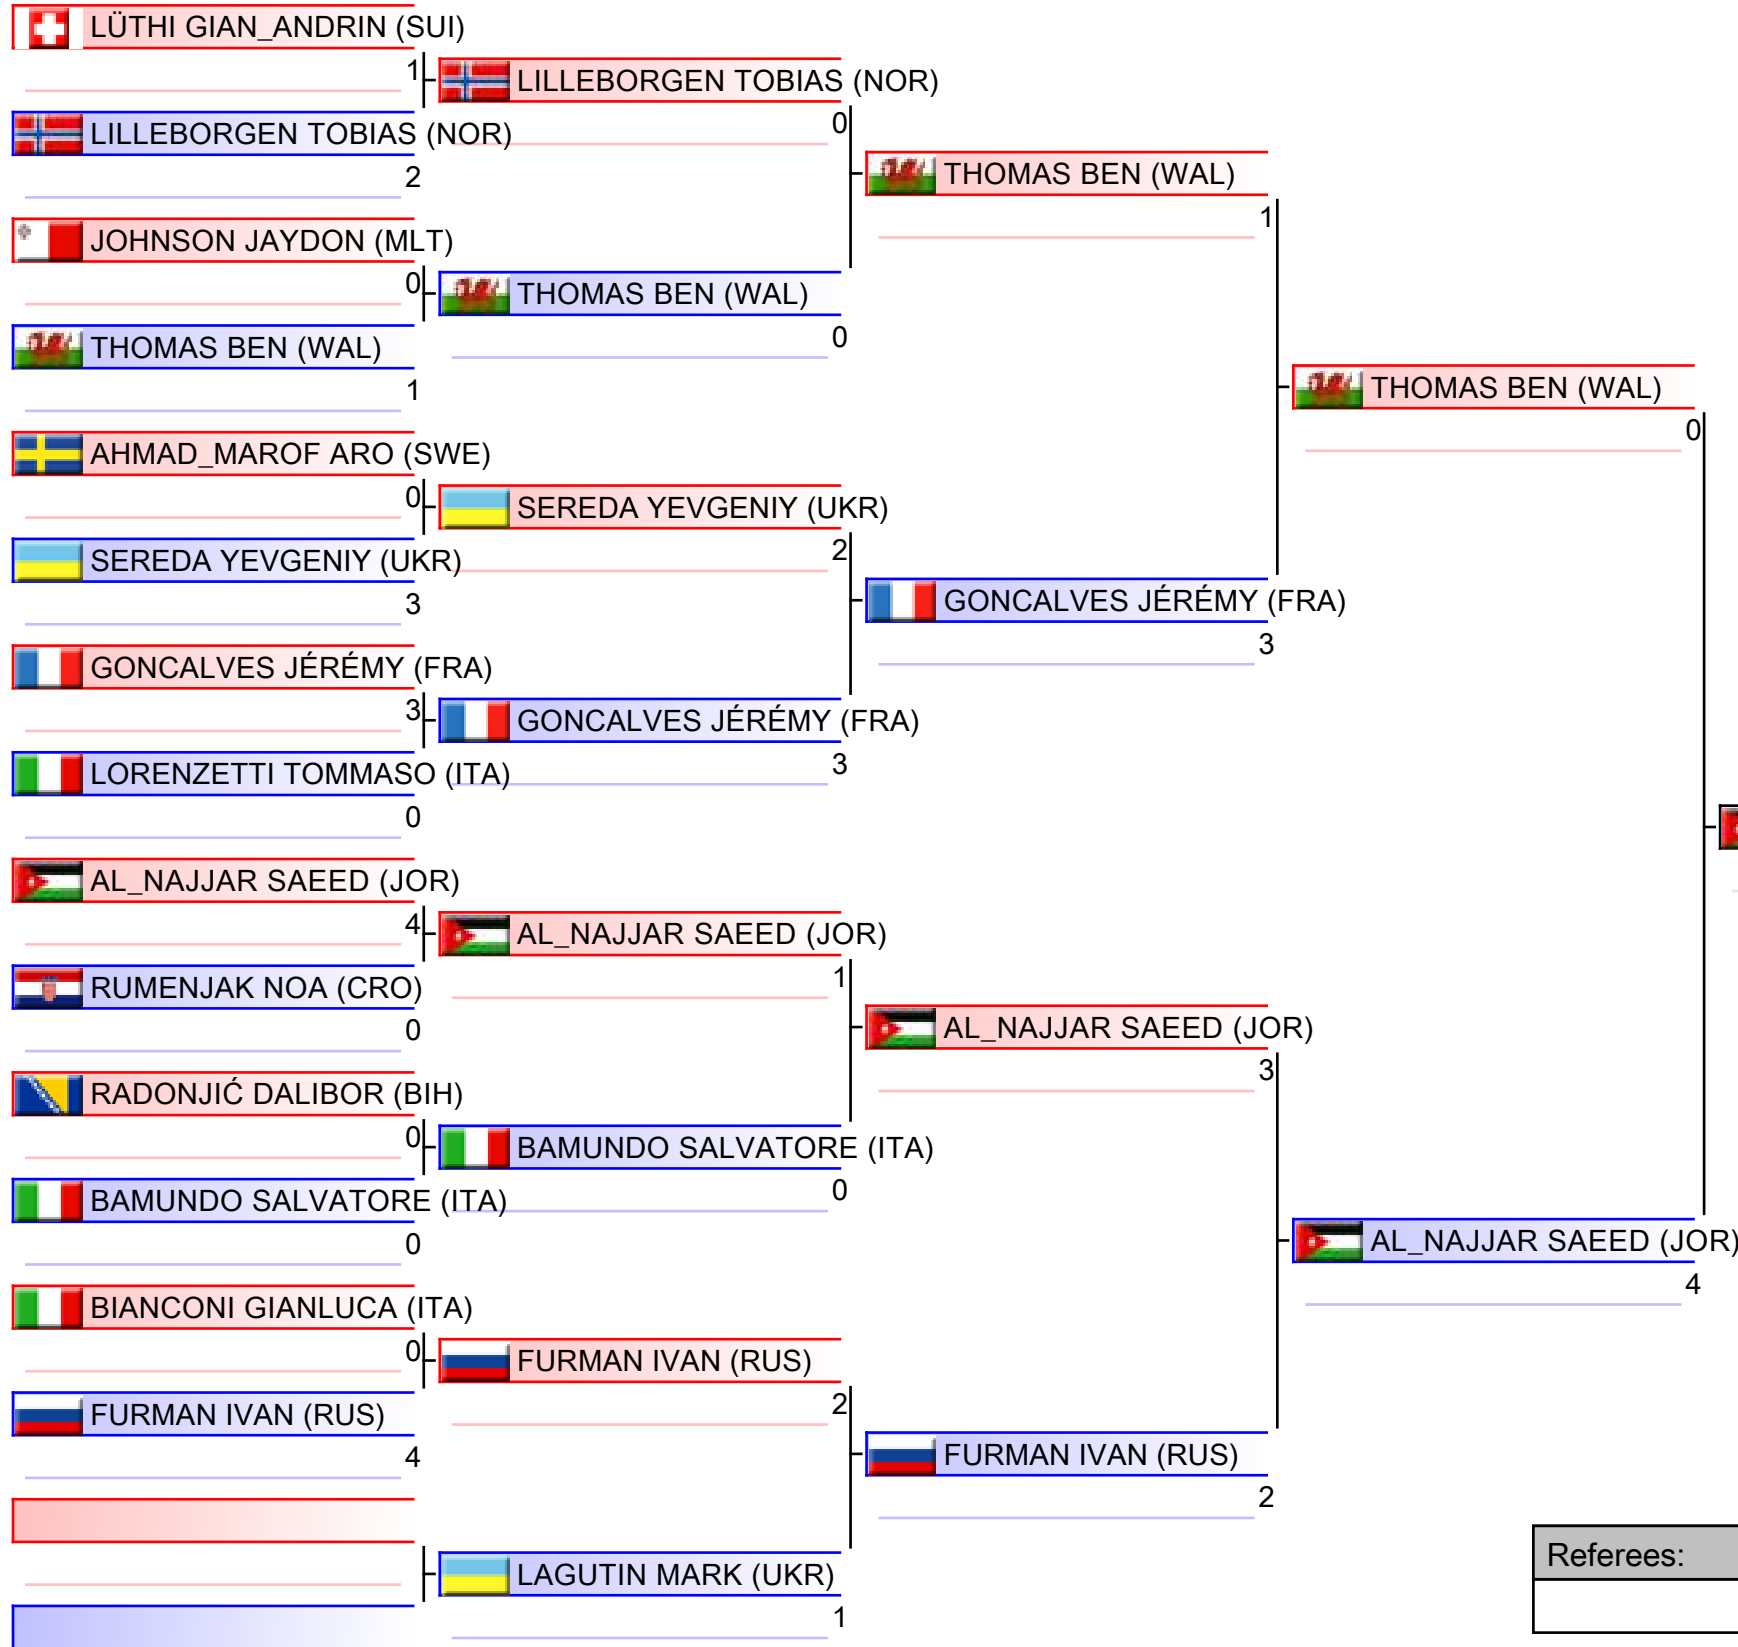 LÜTHI GIAN_ANDRIN (SUI)
1
LILLEBORGEN TOBIAS (NOR)
LILLEBORGEN TOBIAS (NOR)
0
2
THOMAS BEN (WAL)
1
JOHNSON JAYDON (MLT)
0
THOMAS BEN (WAL)
0
THOMAS BEN (WAL)
1
THOMAS BEN (WAL)
0
AHMAD_MAROF ARO (SWE)
0
SEREDA YEVGENIY (UKR)
2
SEREDA YEVGENIY (UKR)
3
GONCALVES JÉRÉMY (FRA)
3
GONCALVES JÉRÉMY (FRA)
3
GONCALVES JÉRÉMY (FRA)
3
LORENZETTI TOMMASO (ITA)
0
AL_NAJJAR SAEED (JOR)
4
AL_NAJJAR SAEED (JOR)
1
RUMENJAK NOA (CRO)
0
AL_NAJJAR SAEED (JOR)
3
RADONJIĆ DALIBOR (BIH)
0
BAMUNDO SALVATORE (ITA)
0
BAMUNDO SALVATORE (ITA)
0
AL_NAJJAR SAEED (JOR)
4
BIANCONI GIANLUCA (ITA)
0
FURMAN IVAN (RUS)
2
FURMAN IVAN (RUS)
4
FURMAN IVAN (RUS)
2
LAGUTIN MARK (UKR)
1
Referees: